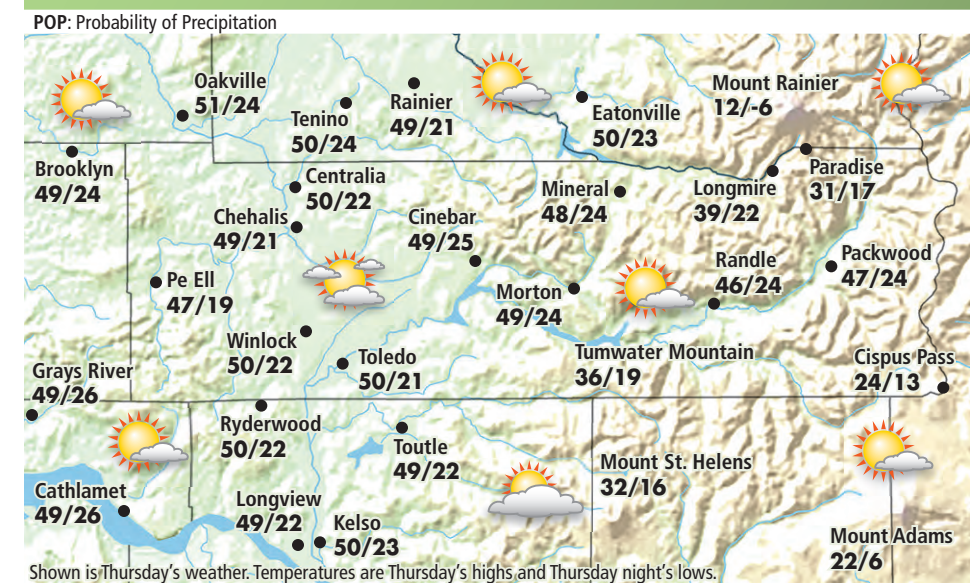 POP: Probability of Precipitation
Oakville
51/24
Tenino
50/24
Rainier
49/21
Eatonville
50/23
Mount Rainier
12/-6
Brooklyn
49/24
Centralia
50/22
Chehalis
49/21
Cinebar
49/25
Mineral
48/24
Longmire
39/22
Paradise
31/17
Pe Ell
47/19
Morton
49/24
Randle
46/24
Packwood
47/24
Winlock
50/22
Toledo
50/21
Tumwater Mountain
36/19
Cispus Pass
24/13
Grays River
49/26
Ryderwood
50/22
Toutle
49/22
Mount St. Helens
32/16
Cathlamet
49/26
Longview
49/22
Kelso
50/23
Mount Adams
22/6
Shown is Thursday's weather. Temperatures are Thursday's highs and Thursday night's lows.